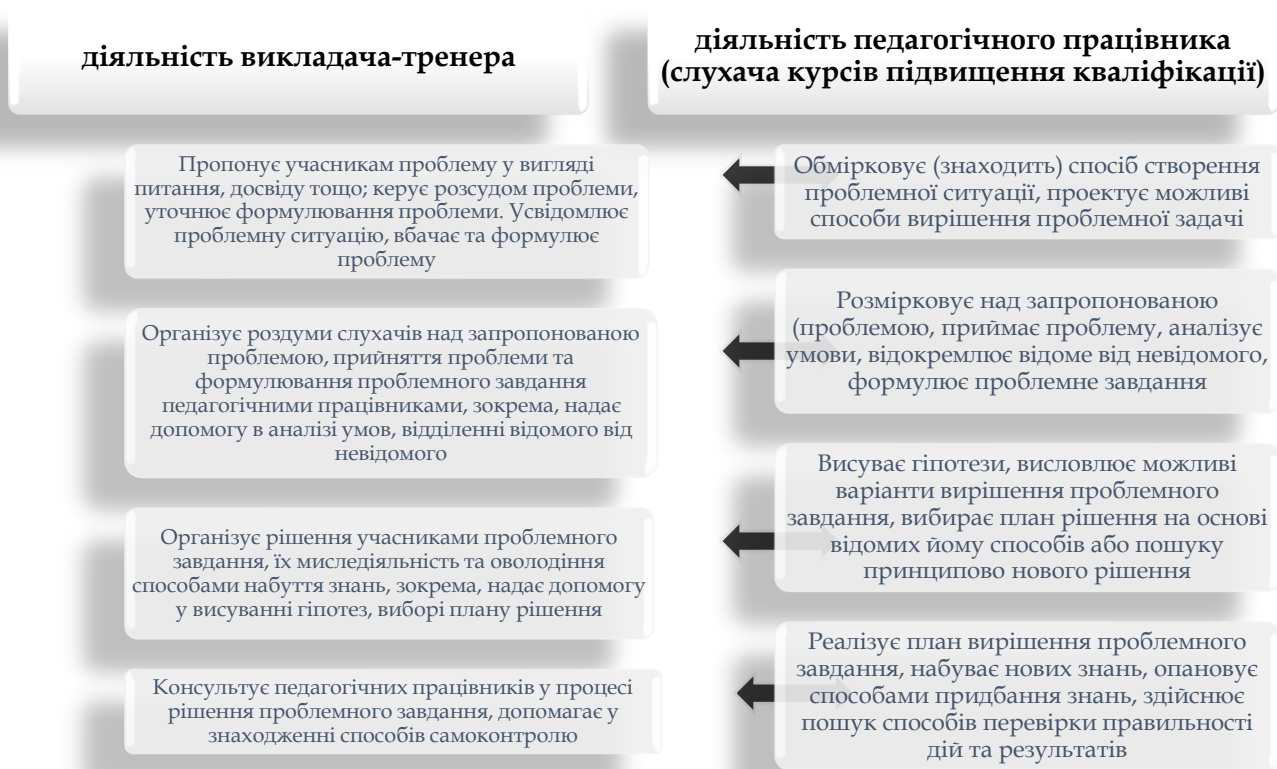 діяльність викладача-тренера
діяльність педагогічного працівника
(слухача курсів підвищення кваліфікації)
Пропонує учасникам проблему у вигляді
питання, досвіду тощо; керує розсудом проблеми,
уточнює формулювання проблеми. Усвідомлює
проблемну ситуацію, вбачає та формулює
проблему
Обмірковує (знаходить) спосіб створення
проблемної ситуації, проектує можливі
способи вирішення проблемної задачі
Організує роздуми слухачів над запропонованою
проблемою, прийняття проблеми та
формулювання проблемного завдання
педагогічними працівниками, зокрема, надає
допомогу в аналізі умов, відділенні відомого від
невідомого
Розмірковує над запропонованою
(проблемою, приймає проблему, аналізує
умови, відокремлює відоме від невідомого,
формулює проблемне завдання
Організує рішення учасниками проблемного
завдання, їх миследіяльність та оволодіння
способами набуття знань, зокрема, надає допомогу
у висуванні гіпотез, виборі плану рішення
Висуває гіпотези, висловлює можливі
варіанти вирішення проблемного
завдання, вибирає план рішення на основі
відомих йому способів або пошуку
принципово нового рішення
Консультує педагогічних працівників у процесі
рішення проблемного завдання, допомагає у
знаходженні способів самоконтролю
Реалізує план вирішення проблемного
завдання, набуває нових знань, опановує
способами придбання знань, здійснює
пошук способів перевірки правильності
дій та результатів